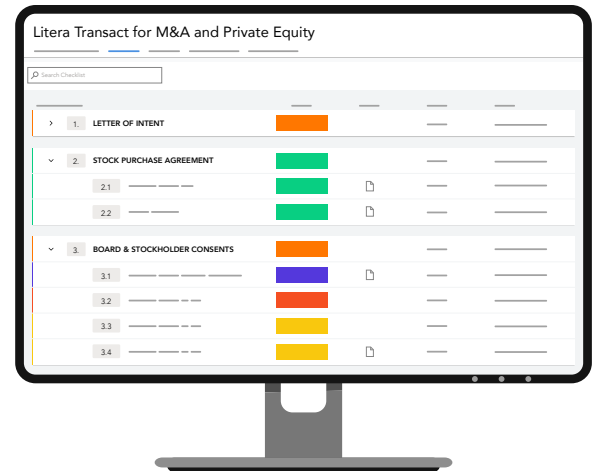 Litera Transact for M&A and Private Equity
Search Checklist
1. LETTER OF INTENT
2. STOCK PURCHASE AGREEMENT
2.1
2.2
3. BOARD & STOCKHOLDER CONSENTS
3.1
3.2
3.3
3.4